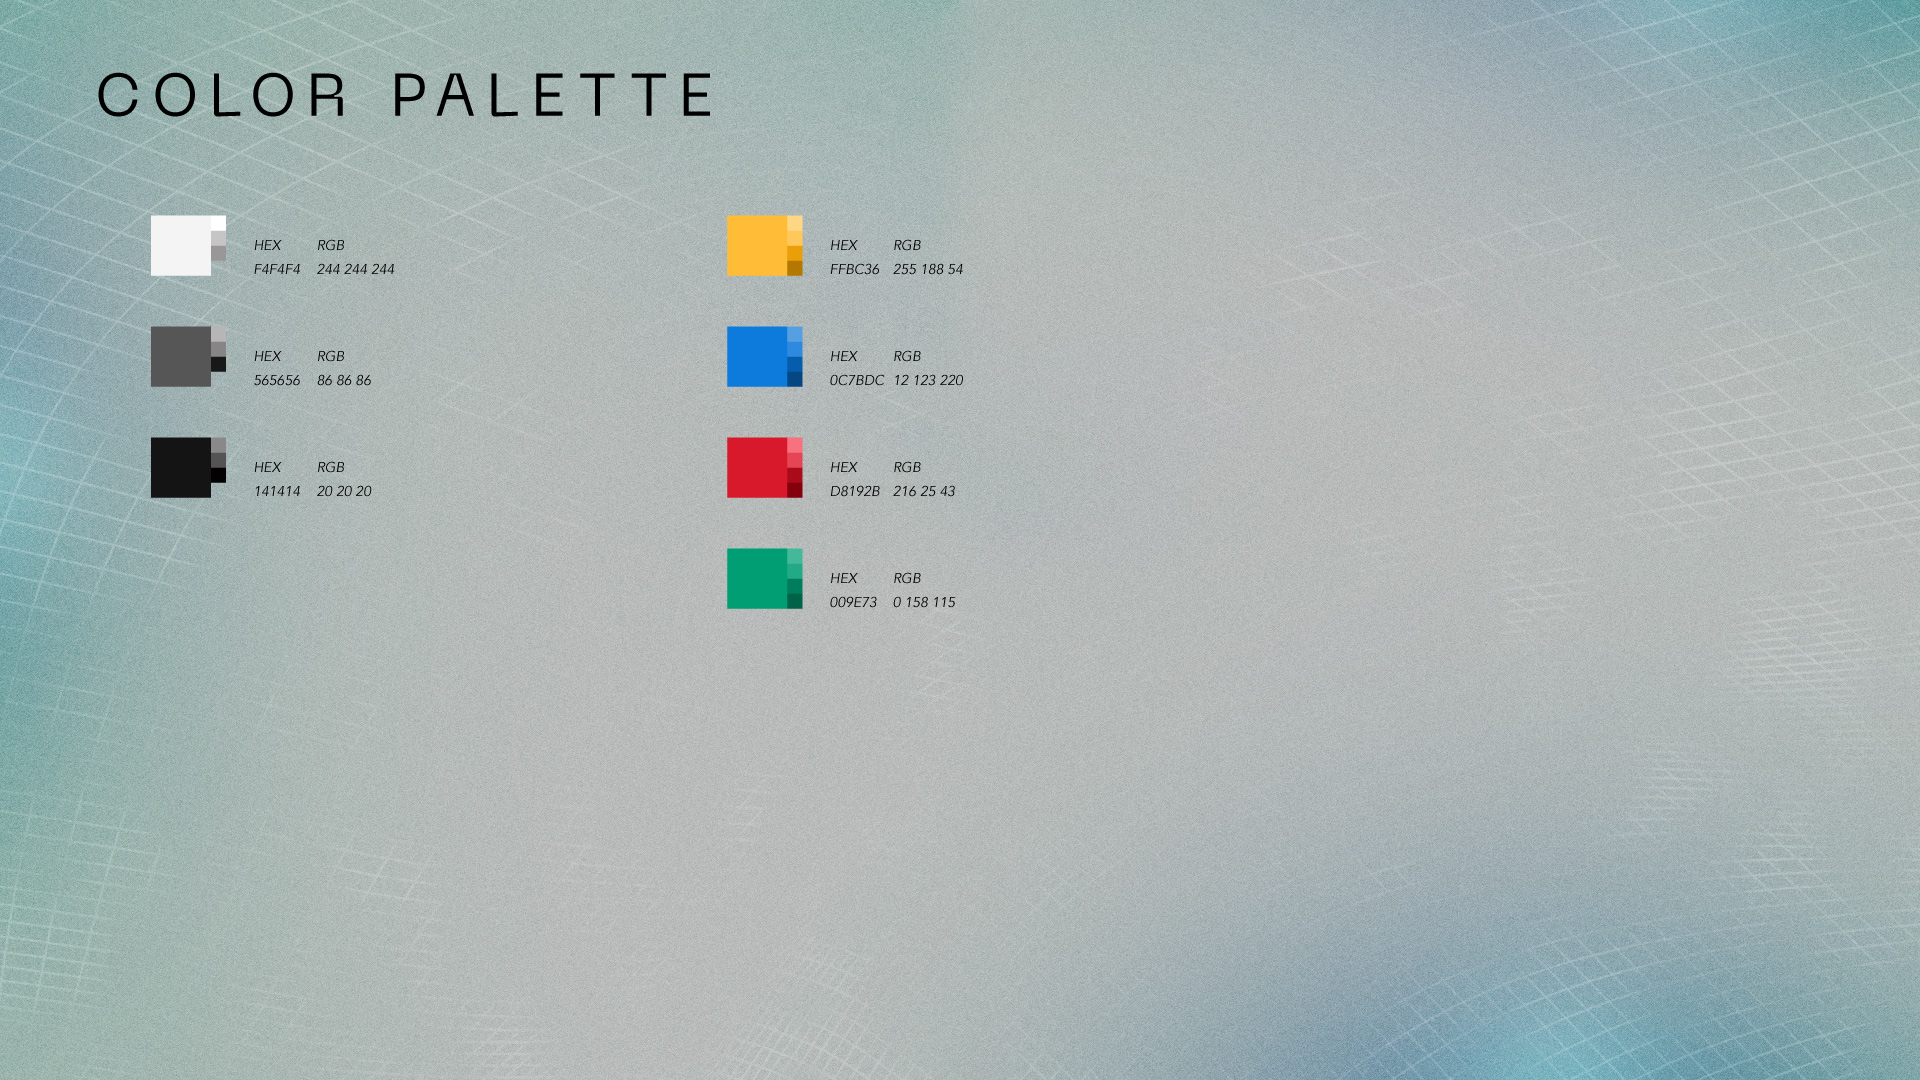 COLOR PALETTE
HEX RGB
F4F4F4 244 244 244
HEX RGB
565656 86 86 86
HEX RGB
141414 20 20 20
HEX RGB
FFBC36 255 188 54
HEX RGB
0C7BDC 12 123 220
HEX RGB
D8192B 216 25 43
HEX RGB
009E73 0 158 115